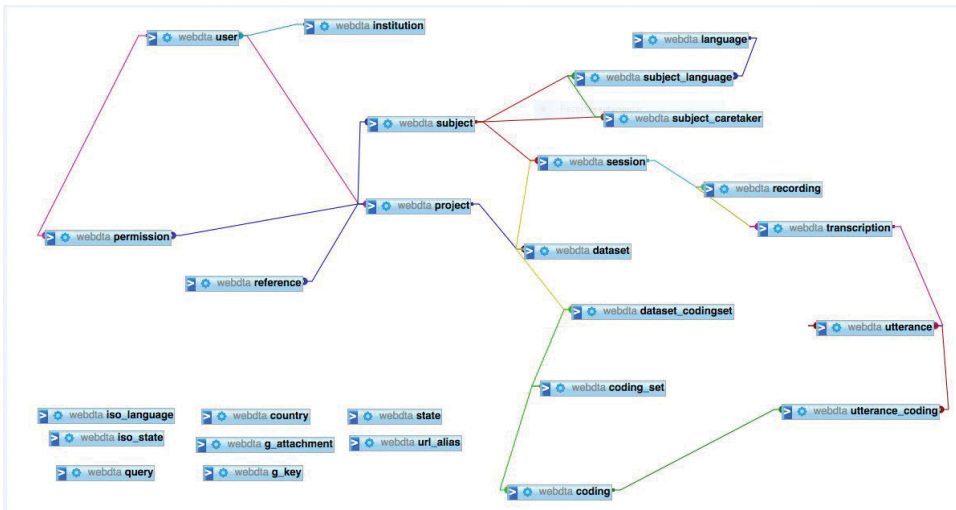 webdta user
webdta institution
webdta language
webdta subject_language
webdta subject_caretaker
webdta subject
webdta session
webdta recording
webdta project
webdta transcription
webdta permission
webdta dataset
webdta reference
webdta dataset_codingset
webdta utterance
webdta coding_set
webdta utterance_coding
webdta iso_language
webdta country
webdta state
webdta iso_state
webdta g_attachment
webdta url_alias
webdta query
webdta g_key
webdta coding